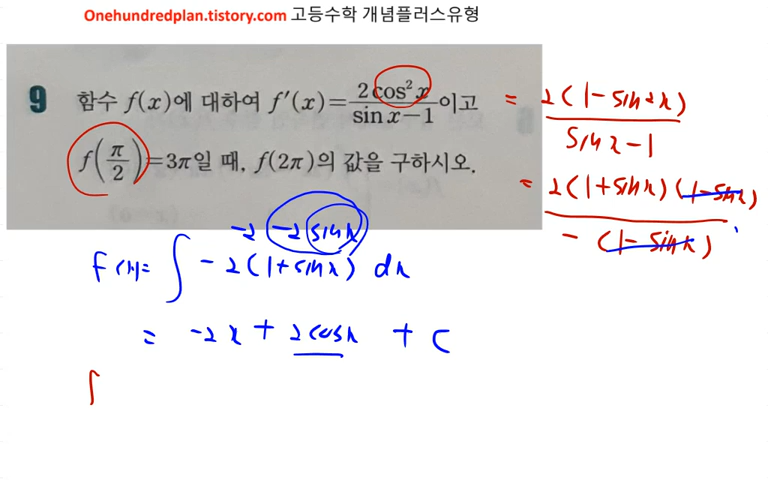 Onehundredplan.tistory.com 고등수학 개념플러스유형
9 함수 f(x)에 대하여 f′(x)=2cos²x/(sin x−1)이고
f(π/2)=3π일 때, f(2π)의 값을 구하시오.
= 2(1−sin²x)/(sin x−1)
= 2(1+sinx)(1−sinx)/−(1−sinx)
−2 −2sinx
f(x)= ∫ −2(1+sinx) dx
= −2x + 2cosx + C
∫